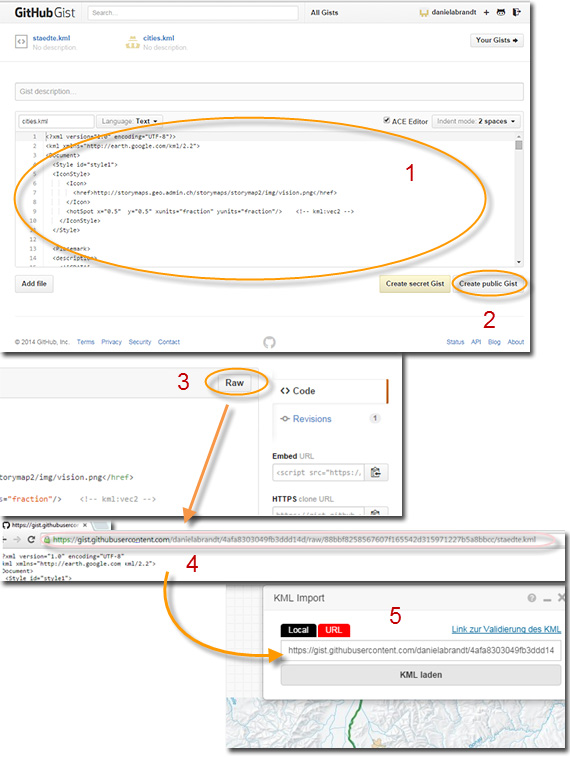 GitHub Gist Search... All Gists danielabrandt
staedte.kml
No description
cities.kml
No description
Your Gists
Gist description...
cities.kml Language: Text ACE Editor Indent mode: 2 spaces
1 <?xml version="1.0" encoding="UTF-8"?>
2 <kml xmlns="http://earth.google.com/kml/2.2">
3 <Document>
4 <Style id="style1">
5 <IconStyle>
6 <Icon>
7 <href>http://storymaps.geo.admin.ch/storymaps/storymap2/img/vision.png</href>
8 </Icon>
9 <hotSpot x="0.5" y="0.5" xunits="fraction" yunits="fraction"/> <!-- kml:vec2 -->
10 </IconStyle>
11 </Style>
12
13 <Placemark>
14 <description>
1
Add file Create secret Gist Create public Gist
2
© 2014 GitHub, Inc. Terms Privacy Security Contact Status API Blog About
3
Raw
<> Code
Revisions 1
Embed URL
<script src="https:/
HTTPS clone URL
torymap2/img/vision.png</href>
s="fraction"/> <!-- kml:vec2 -->
https://gist.githubuserco
https://gist.githubusercontent.com/danielabrandt/4afa8303049fb3ddd14d/raw/88bbf8258567607f165542d315971227b5a8bbcc/staedte.kml
?xml version="1.0" encoding="UTF-8"
kml xmlns="http://earth.google.com kml/2.2">
Document>
<Style id="style1">
4
KML Import
5
Local URL Link zur Validierung des KML
https://gist.githubusercontent.com/danielabrandt/4afa8303049fb3ddd14
KML laden